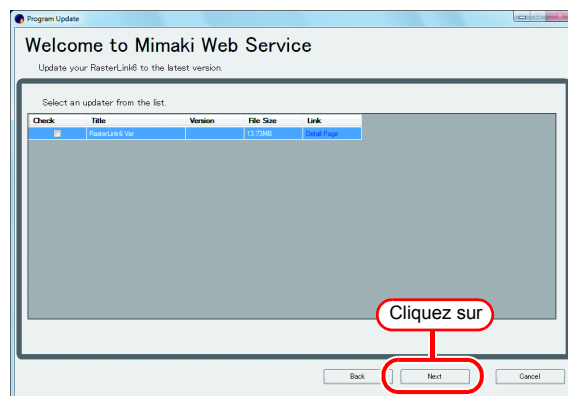 Program Update
Welcome to Mimaki Web Service
Update your RasterLink6 to the latest version.
Select an updater from the list.
Check Title Version File Size Link
RasterLink6 Ver 13.73MB Detail Page
Cliquez sur
Back Next Cancel